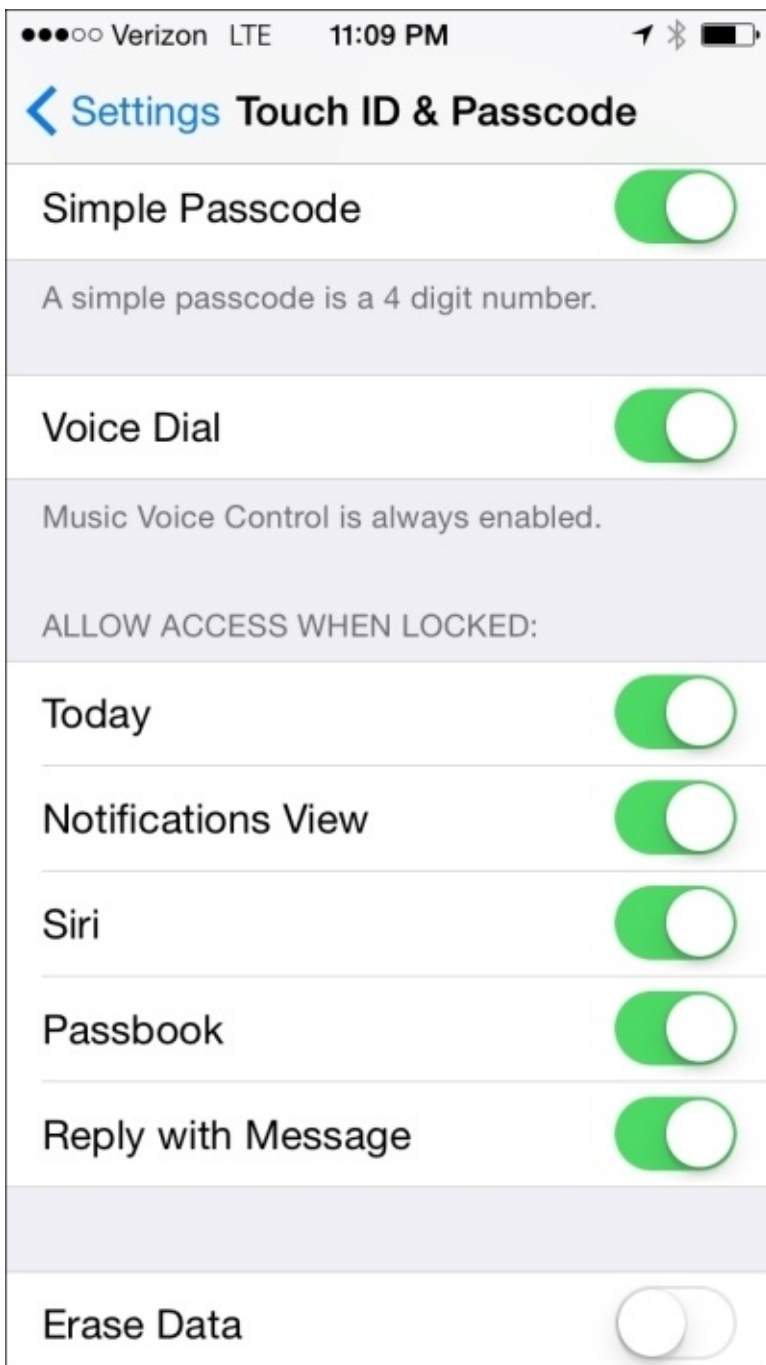 Verizon LTE 11:09 PM
Settings Touch ID & Passcode
Simple Passcode
A simple passcode is a 4 digit number.
Voice Dial
Music Voice Control is always enabled.
ALLOW ACCESS WHEN LOCKED:
Today
Notifications View
Siri
Passbook
Reply with Message
Erase Data